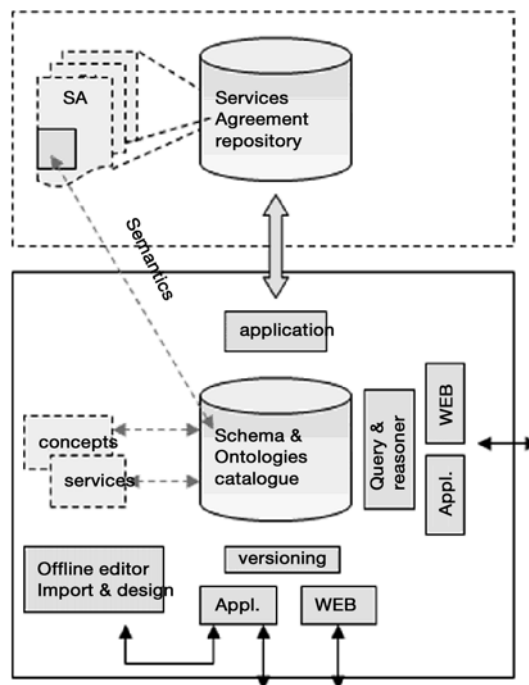 SA
Services
Agreement
repository
Semantics
application
concepts
services
Schema &
Ontologies
catalogue
Query &
reasoner
WEB
Appl.
versioning
Offline editor
Import & design
Appl.
WEB